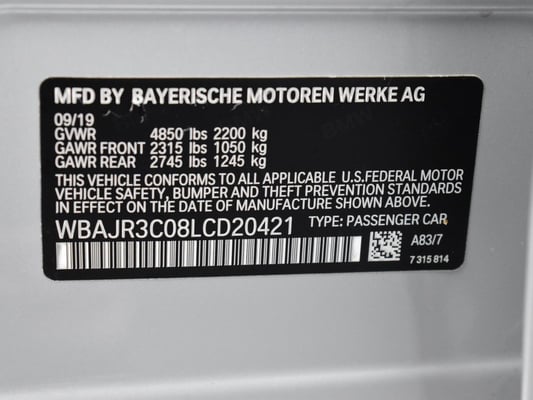 MFD BY BAYERISCHE MOTOREN WERKE AG
09/19
GVWR 4850 lbs 2200 kg
GAWR FRONT 2315 lbs 1050 kg
GAWR REAR 2745 lbs 1245 kg
THIS VEHICLE CONFORMS TO ALL APPLICABLE U.S.FEDERAL MOTOR
VEHICLE SAFETY, BUMPER AND THEFT PREVENTION STANDARDS
IN EFFECT ON THE DATE OF MANUFACTURE SHOWN ABOVE.
WBAJR3C08LCD20421 TYPE: PASSENGER CAR
A83/7
7 315 814